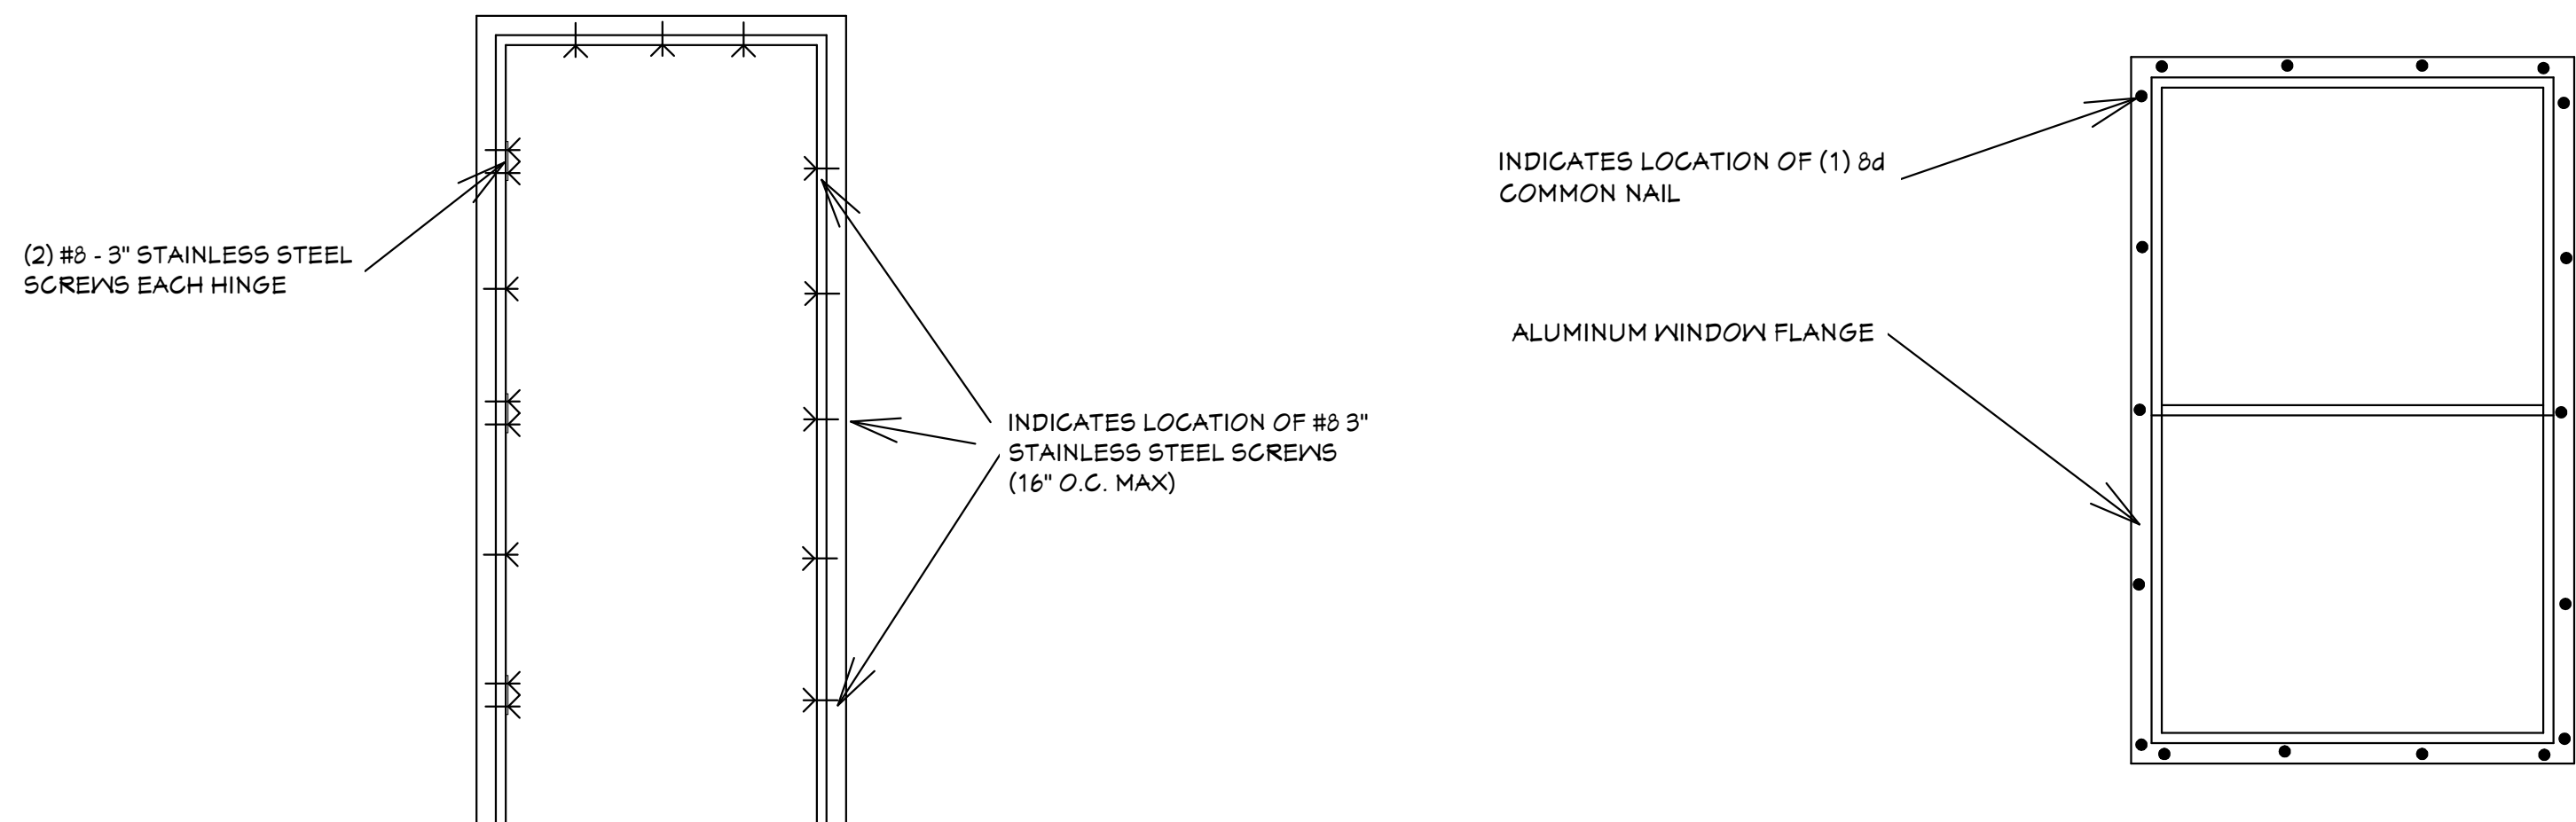 (2) #8 - 3" STAINLESS STEEL
SCREWS EACH HINGE
INDICATES LOCATION OF #8 3"
STAINLESS STEEL SCREWS
(16" O.C. MAX)
INDICATES LOCATION OF (1) 8d
COMMON NAIL
ALUMINUM WINDOW FLANGE